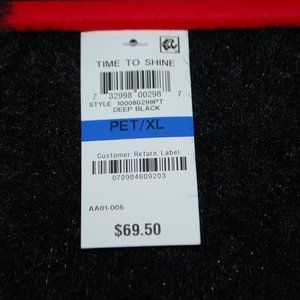 TIME TO SHINE
7 32998 00298 7
STYLE 100080298PT
DEEP BLACK
PET/XL
Customer Return Label
070904609203
AA01-005
$69.50